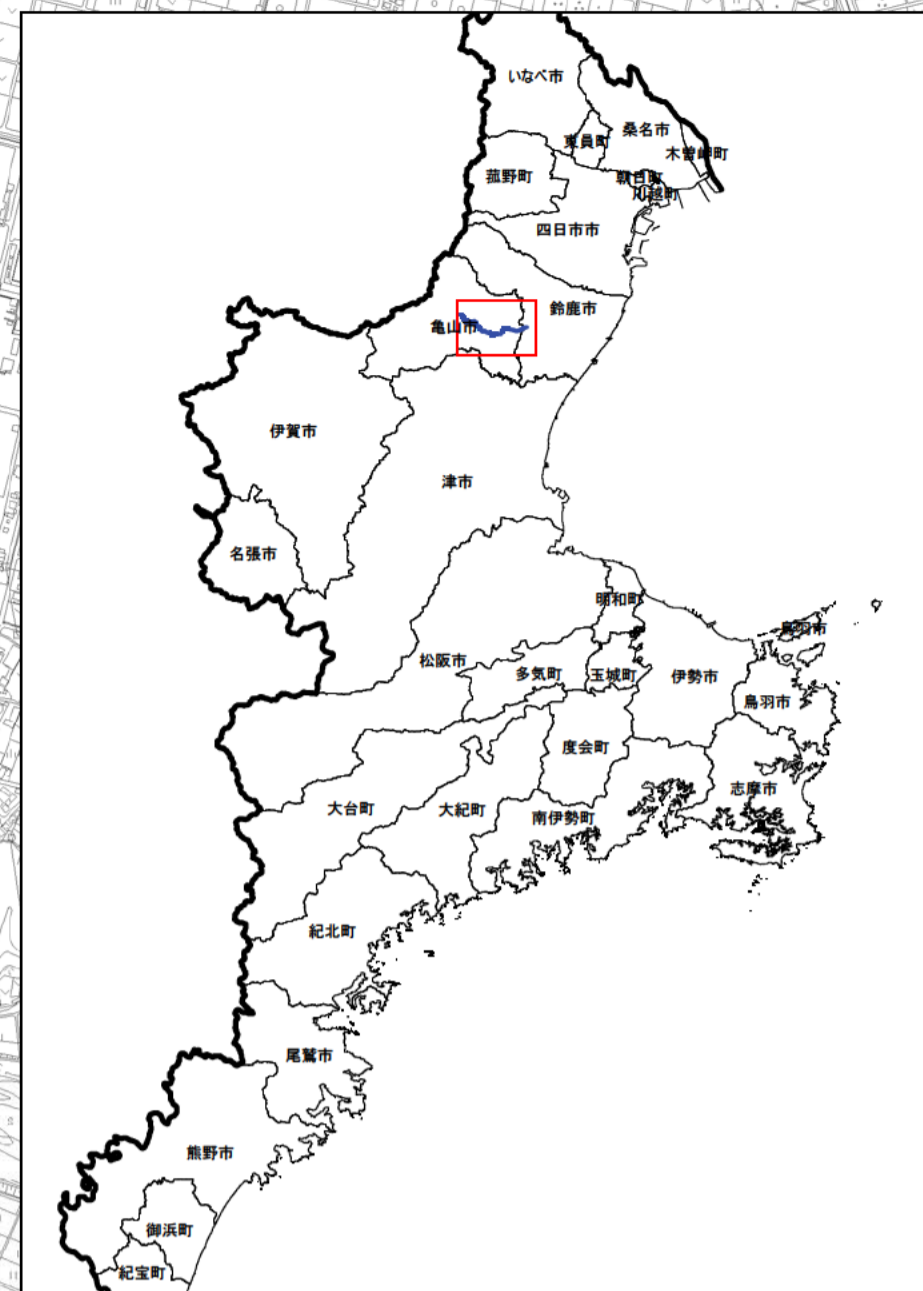 いなべ市
桑名市
東員町
木曽岬町
菰野町
朝日町
川越町
四日市市
鈴鹿市
亀山市
伊賀市
津市
名張市
明和町
鳥羽市
松阪市
多気町
玉城町
伊勢市
鳥羽市
度会町
志摩市
大台町
大紀町
南伊勢町
紀北町
尾鷲市
熊野市
御浜町
紀宝町